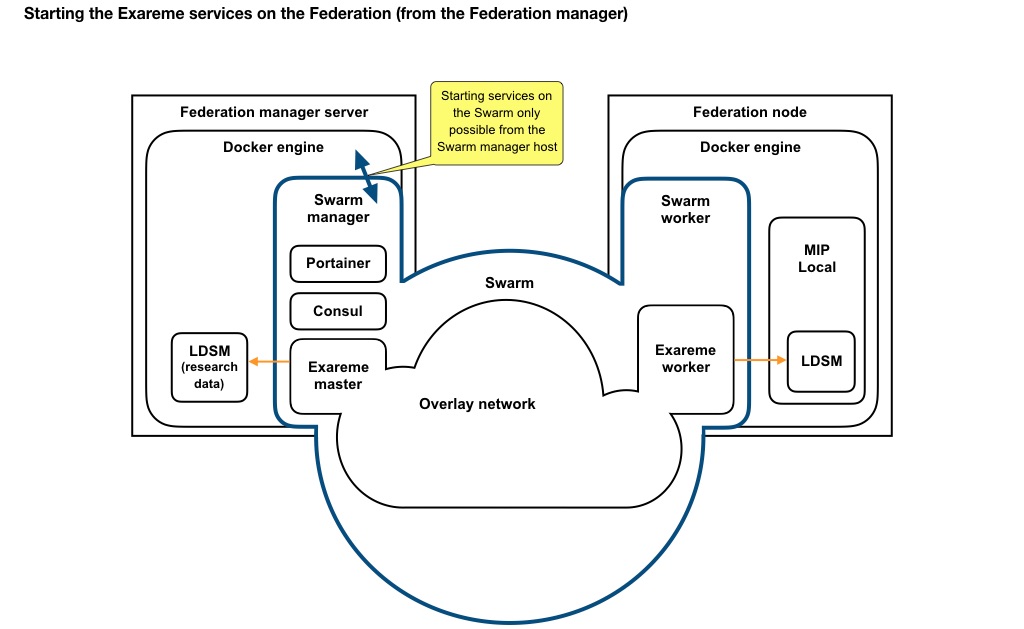 Starting the Exareme services on the Federation (from the Federation manager)
Federation manager server
Docker engine
Starting services on
the Swarm only
possible from the
Swarm manager host
Swarm
manager
Portainer
Consul
Exareme
master
LDSM
(research
data)
Swarm
Overlay network
Federation node
Docker engine
Swarm
worker
Exareme
worker
MIP
Local
LDSM